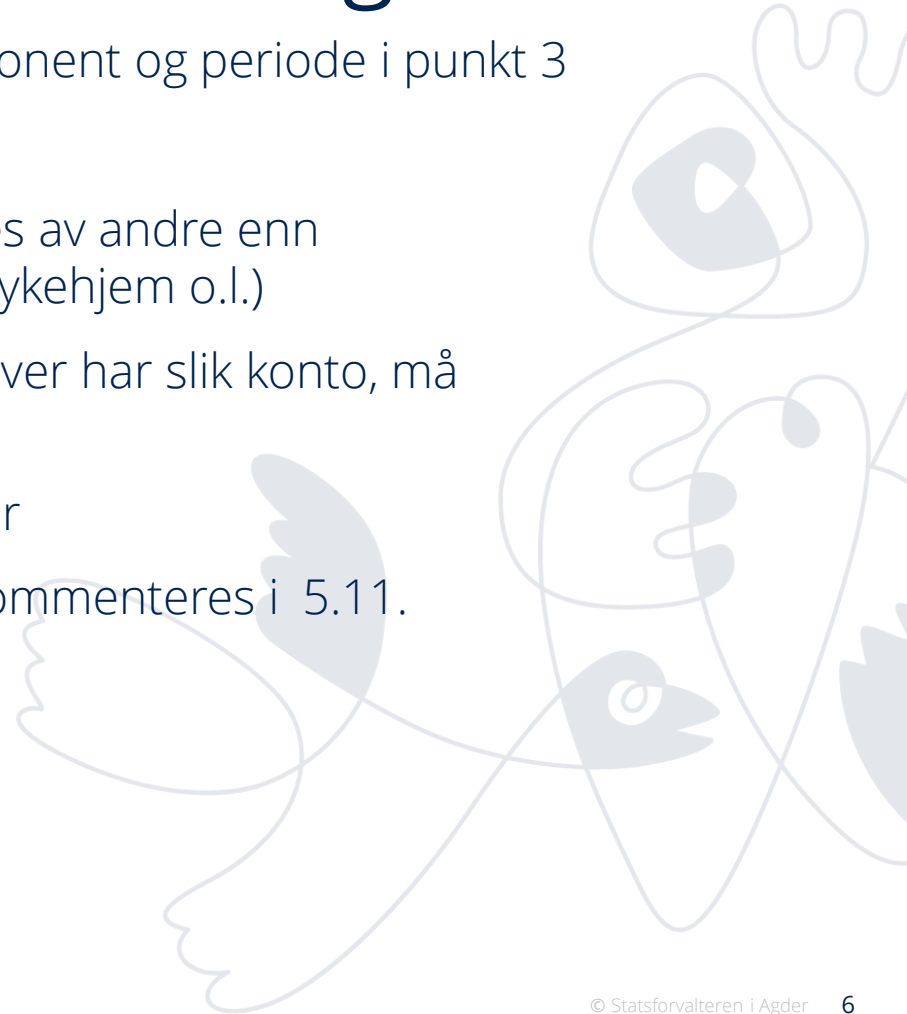 onent og periode i punkt 3
s av andre enn
ykehjem o.l.)
ver har slik konto, må
r
ommenteres i 5.11.
© Statsforvalteren i Agder 6